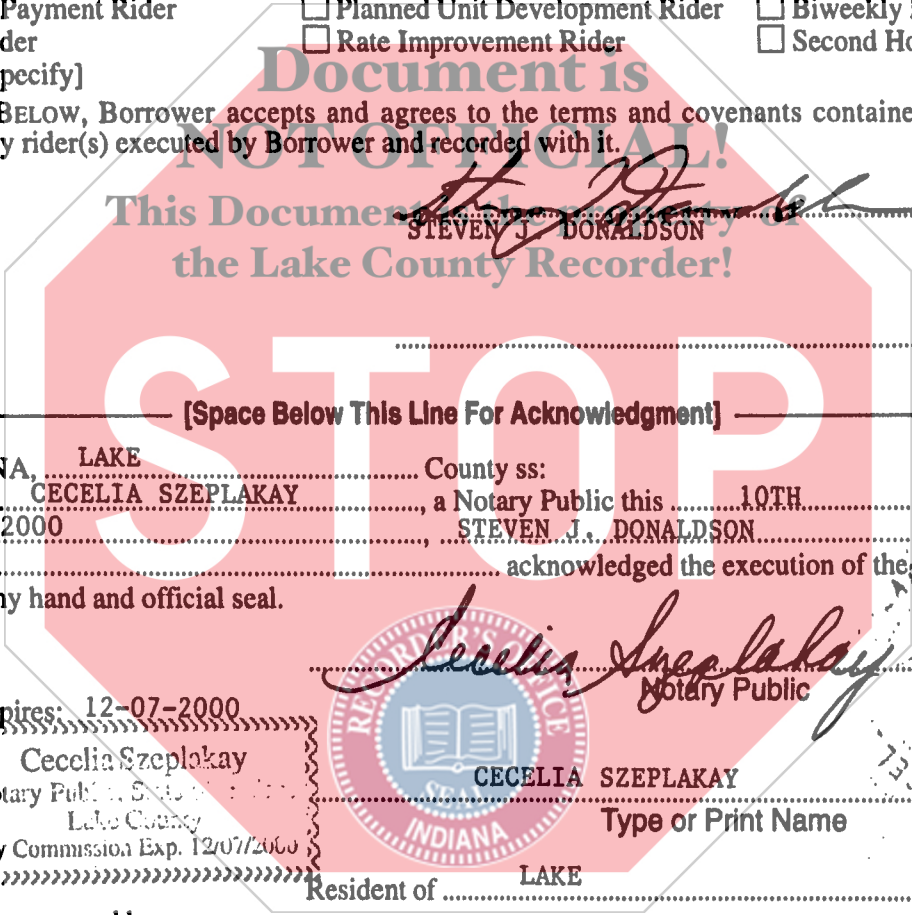 Payment Rider ☐ Planned Unit Development Rider ☐ Biweekly
der ☐ Rate Improvement Rider ☐ Second Ho
pecify]
Document is
BELOW, Borrower accepts and agrees to the terms and covenants containe
y rider(s) executed by Borrower and recorded with it.
NOT OFFICIAL!
This Document is the property of
STEVEN J. DONALDSON
the Lake County Recorder!
STOP
[Space Below This Line For Acknowledgment]
NA, LAKE County ss:
CECELIA SZEPLAKAY, a Notary Public this 10TH
2000, STEVEN J. DONALDSON
acknowledged the execution of the
ny hand and official seal.
Cecelia Szeplakay
Notary Public
RECORDER'S OFFICE
SEAL
INDIANA
pires: 12-07-2000
Cecelia Szeplakay
otary Public, State
Lake County
y Commission Exp. 12/07/2000
CECELIA SZEPLAKAY
Type or Print Name
Resident of LAKE